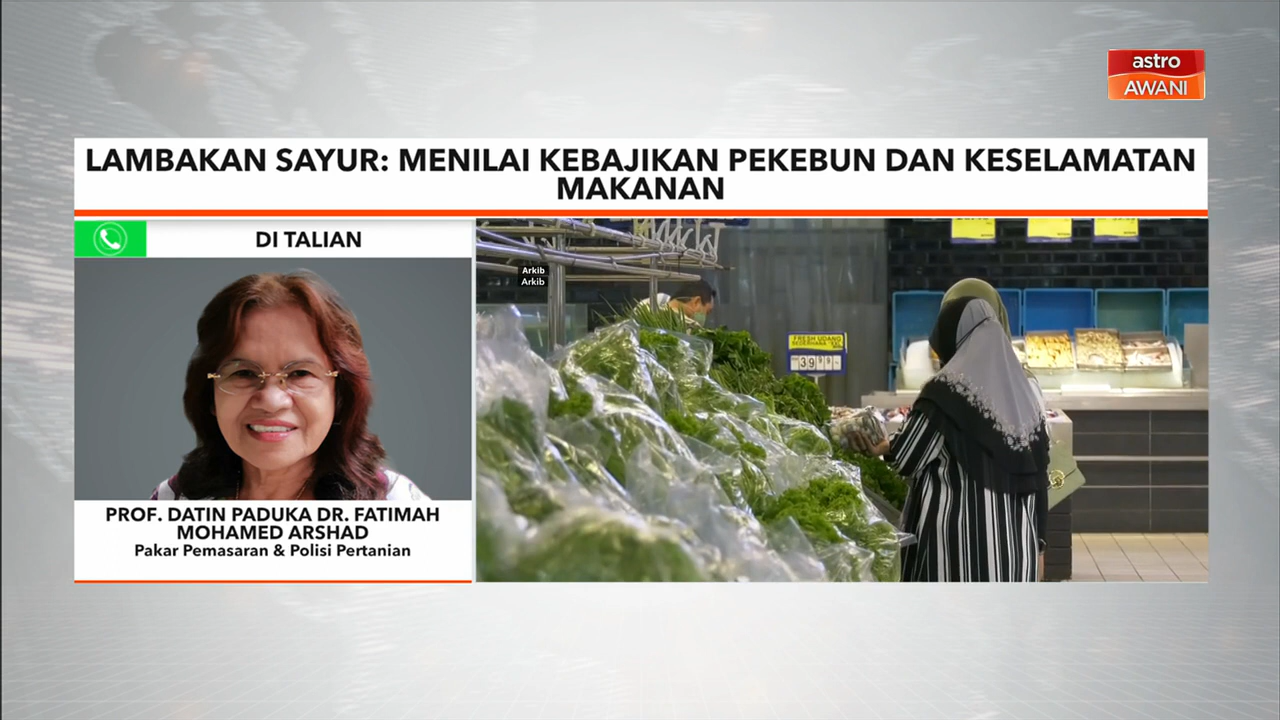 astro
AWANI
LAMBAKAN SAYUR: MENILAI KEBAJIKAN PEKEBUN DAN KESELAMATAN
MAKANAN
DI TALIAN
Arkib
Arkib
FRESH UDANG
39
PROF. DATIN PADUKA DR. FATIMAH
MOHAMED ARSHAD
Pakar Pemasaran & Polisi Pertanian